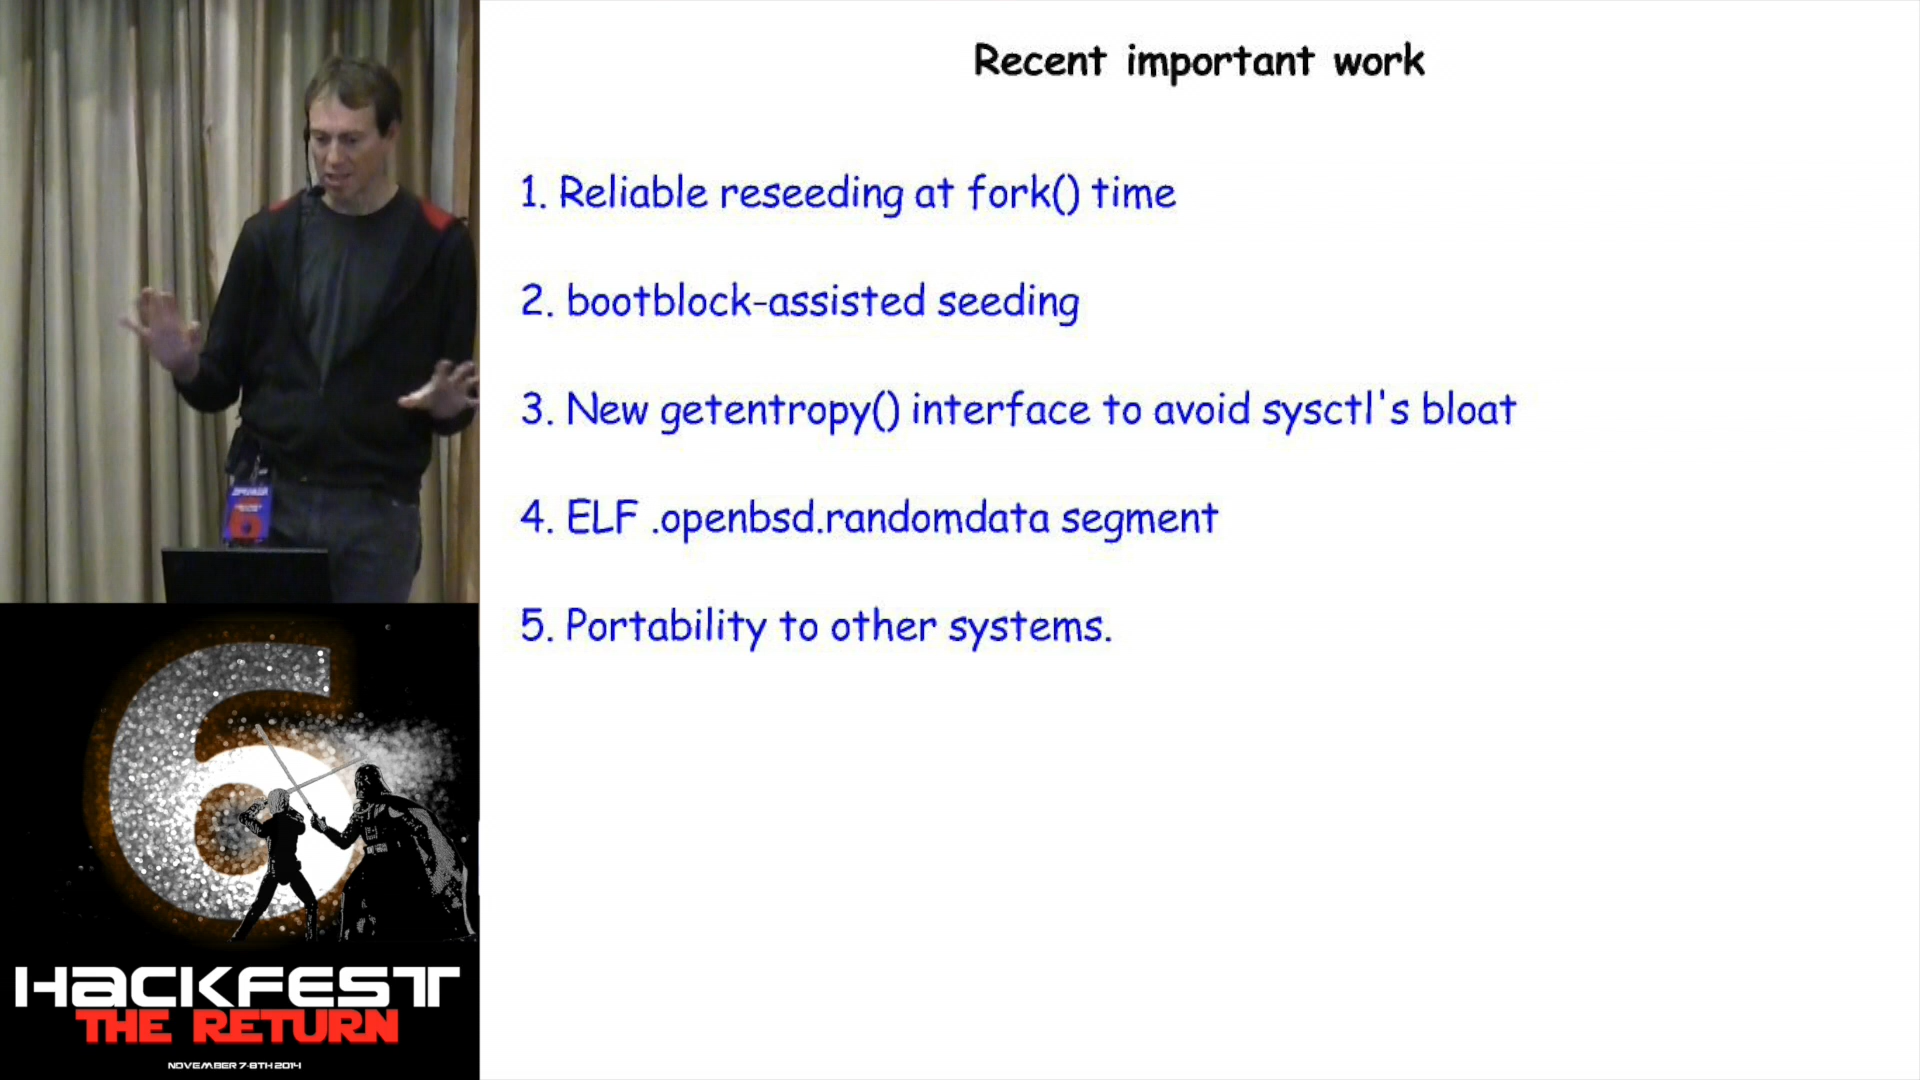 Recent important work
1. Reliable reseeding at fork() time
2. bootblock-assisted seeding
3. New getentropy() interface to avoid sysctl's bloat
4. ELF .openbsd.randomdata segment
5. Portability to other systems.
6
HACKFEST
THE RETURN
NOVEMBER 7-8TH 2014